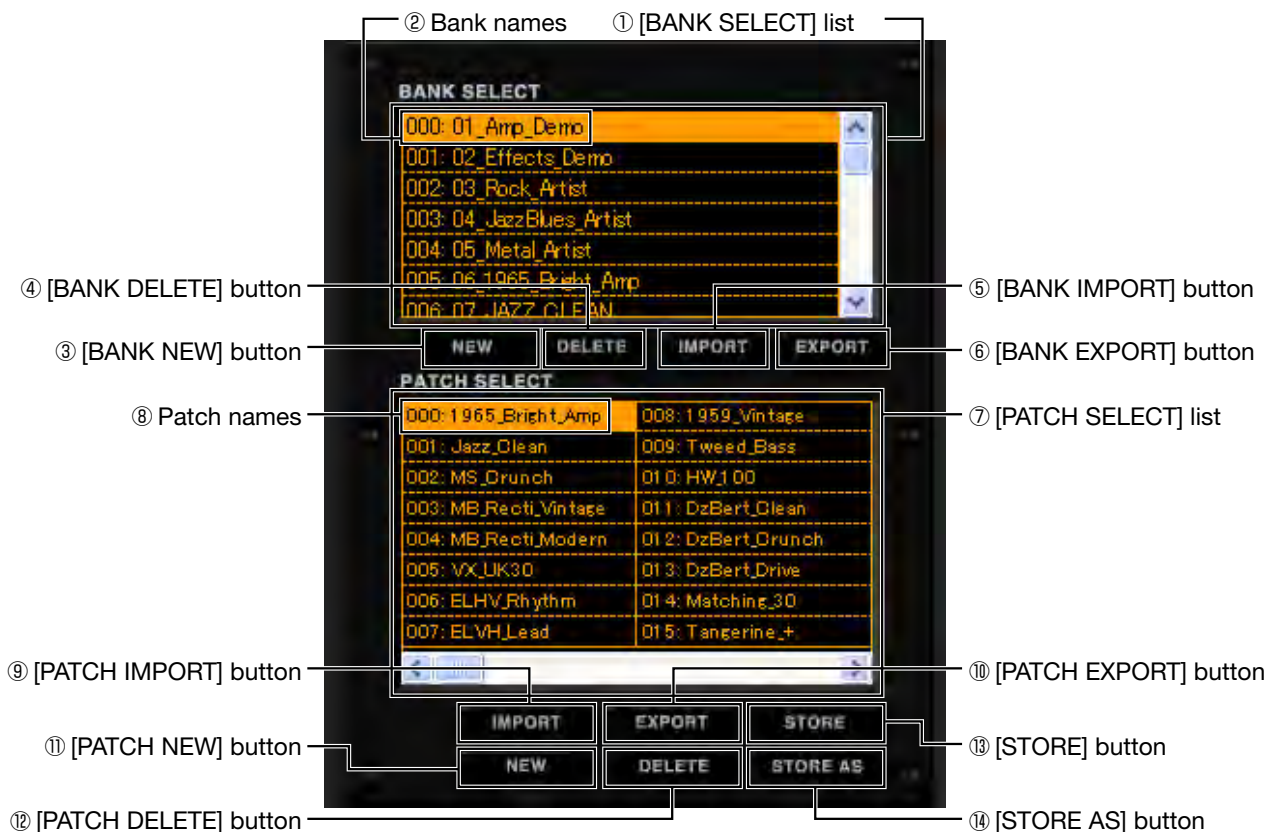 ② Bank names ① [BANK SELECT] list
BANK SELECT
000: 01_Amp_Demo
001: 02_Effects_Demo
002: 03_Rock_Artist
003: 04_JazzBlues_Artist
004: 05_Metal_Artist
005: 06_1965_Bright_Amp
006: 07_JAZZ_CLEAN
④ [BANK DELETE] button
⑤ [BANK IMPORT] button
③ [BANK NEW] button
NEW DELETE IMPORT EXPORT
⑥ [BANK EXPORT] button
PATCH SELECT
⑧ Patch names
⑦ [PATCH SELECT] list
000: 1965_Bright_Amp 008: 1959_Vintage
001: Jazz_Clean 009: Tweed_Bass
002: MS_Crunch 010: HW_100
003: MB_Recti_Vintage 011: DzBert_Clean
004: MB_Recti_Modern 012: DzBert_Crunch
005: VX_UK30 013: DzBert_Drive
006: ELHV_Rhythm 014: Matching_30
007: ELVH_Lead 015: Tangerine_+
⑨ [PATCH IMPORT] button
⑩ [PATCH EXPORT] button
IMPORT EXPORT STORE
⑪ [PATCH NEW] button
⑬ [STORE] button
NEW DELETE STORE AS
⑫ [PATCH DELETE] button
⑭ [STORE AS] button